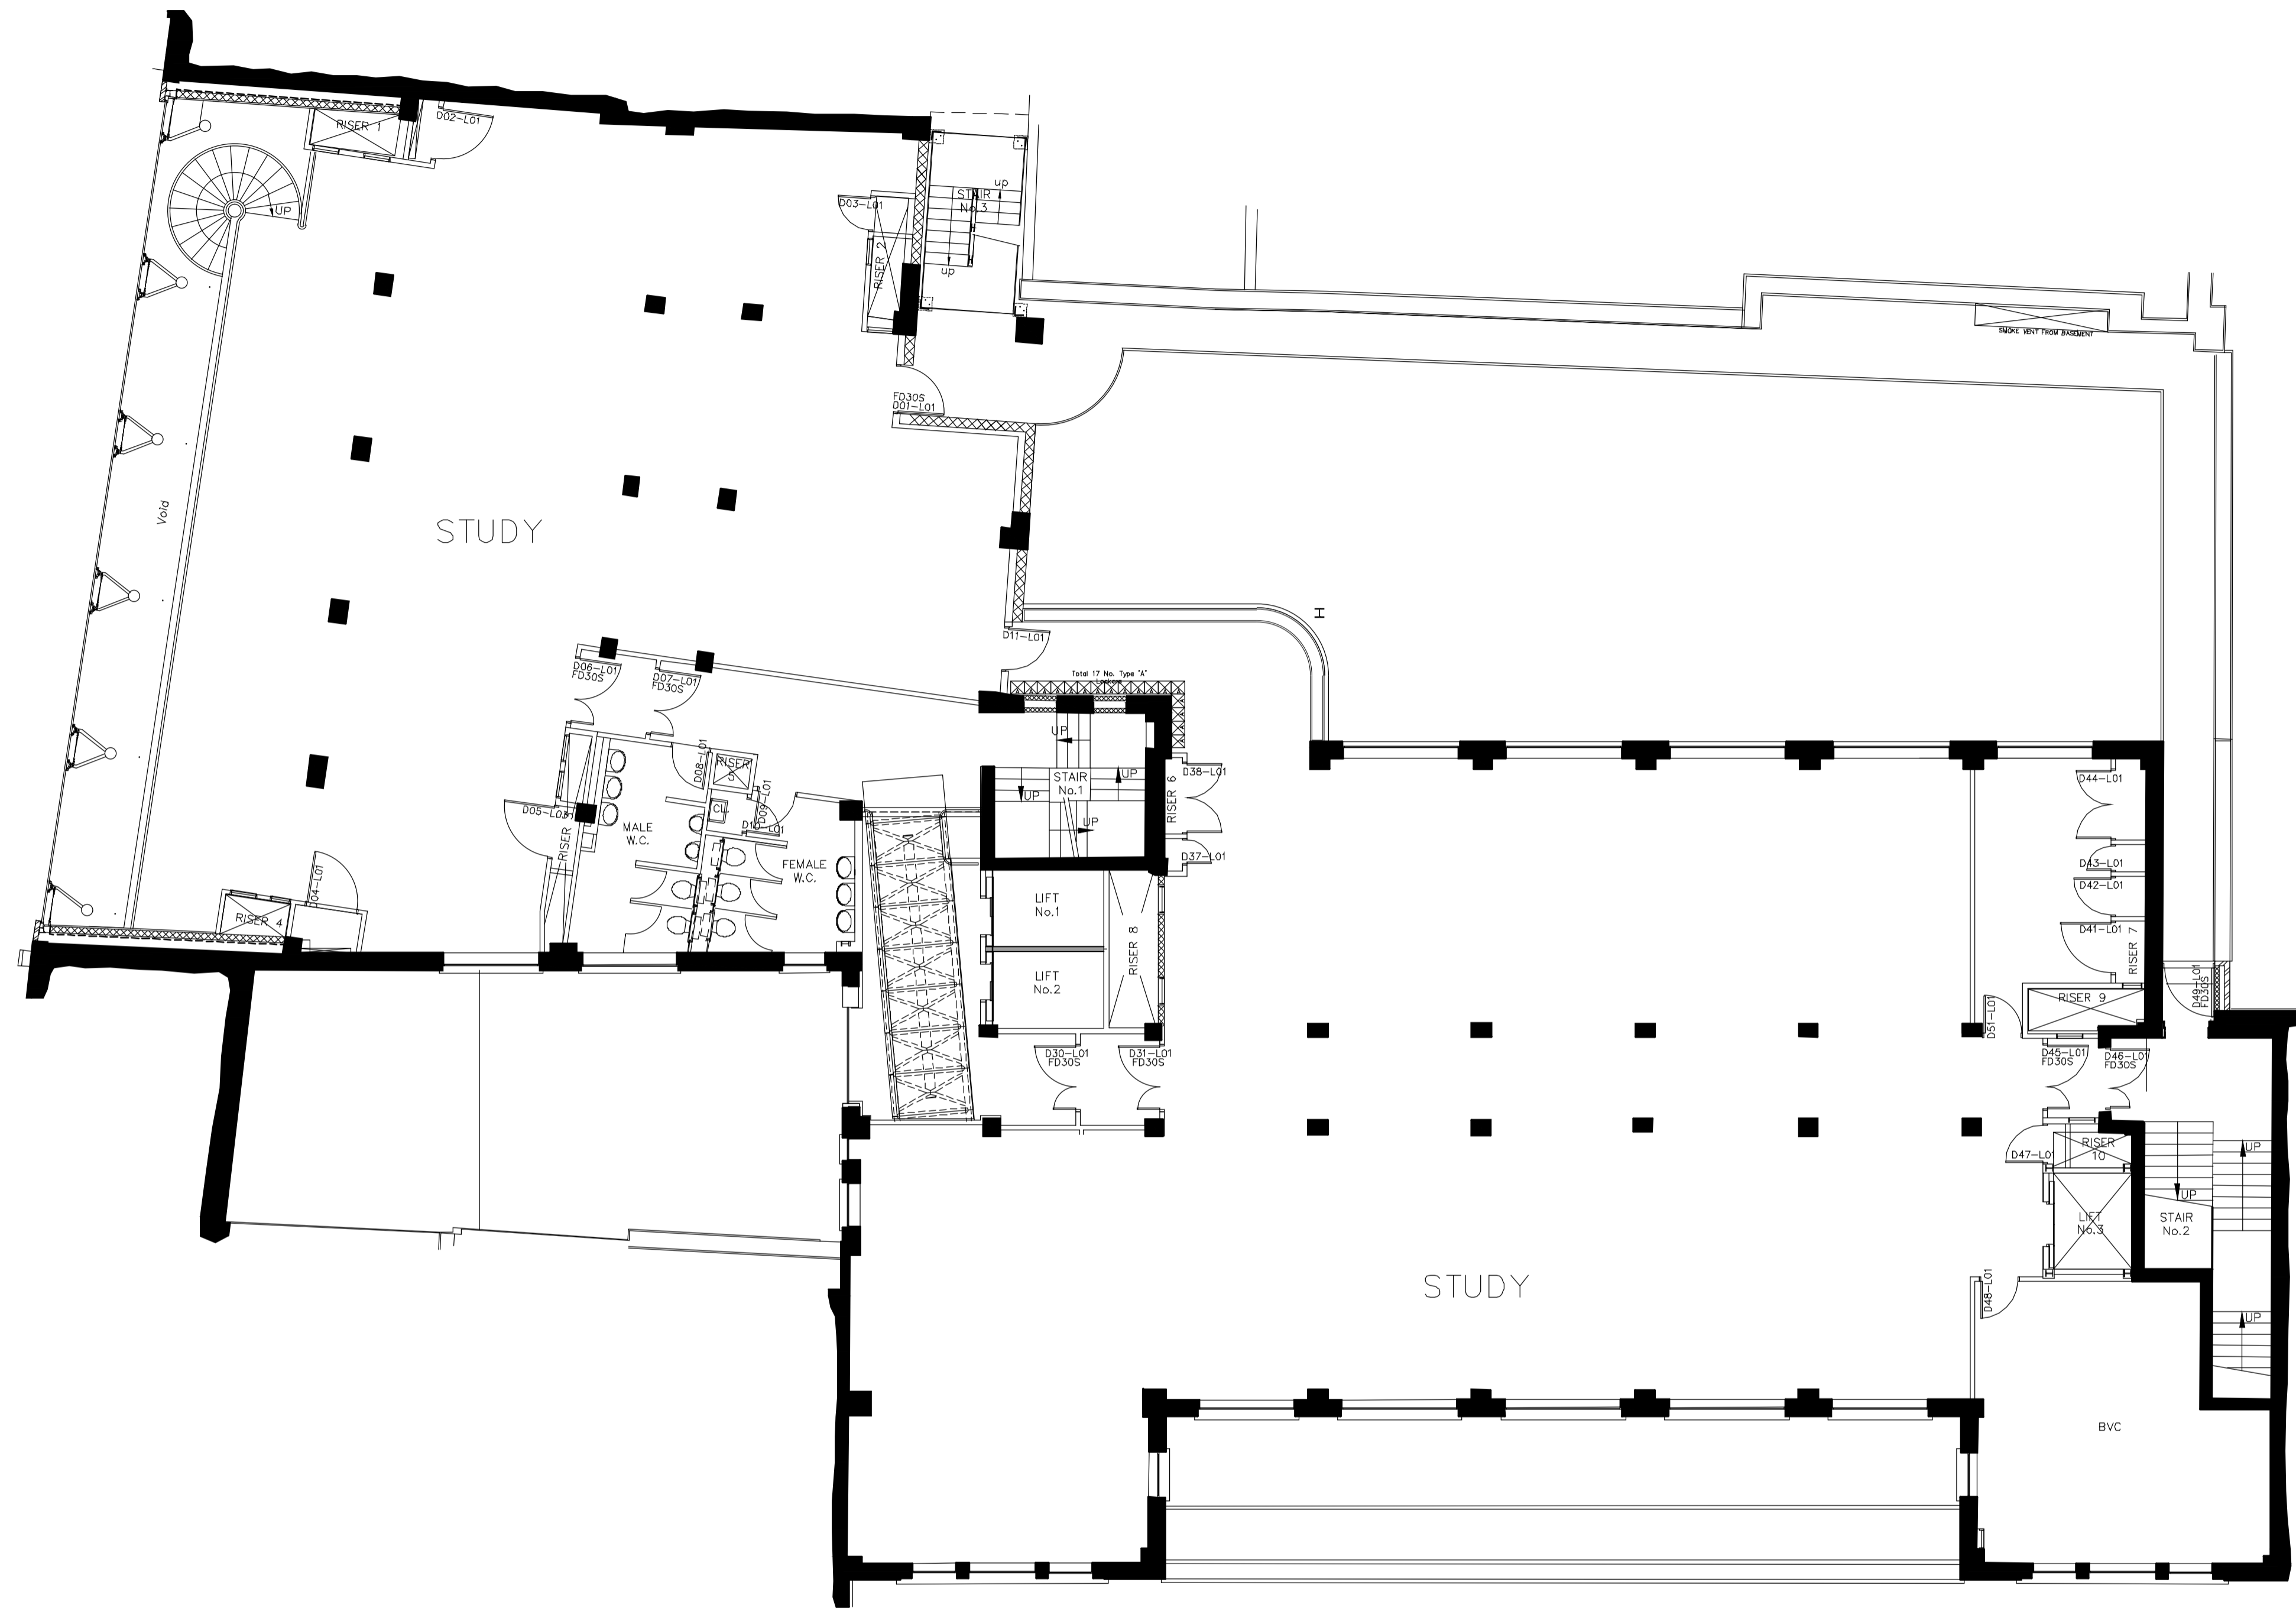 RISER 1
D02-L01
UP
STAIR
No.3
up
up
D03-L01
RISER 2
SMOKE VENT FROM BASEMENT
FD30S
D01-L01
Void
STUDY
H
D11-L01
Total 17 No. Type "A"
Lockers
D06-L01
FD30S
D07-L01
FD30S
D08-L01
RISER
5
CL.
D09-L01
D10-L01
D05-L03
RISER
MALE
W.C.
FEMALE
W.C.
D04-L01
RISER 4
UP
UP
STAIR
No.1
UP
UP
RISER 6
D38-L01
D37-L01
LIFT
No.1
LIFT
No.2
RISER 8
D30-L01
FD30S
D31-L01
FD30S
D44-L01
D43-L01
D42-L01
D41-L01
RISER 7
RISER 9
D51-L01
D49-L01
FD30S
D45-L01
FD30S
D46-L01
FD30S
D47-L01
RISER
10
UP
UP
LIFT
No.3
STAIR
No.2
D48-L01
UP
STUDY
BVC